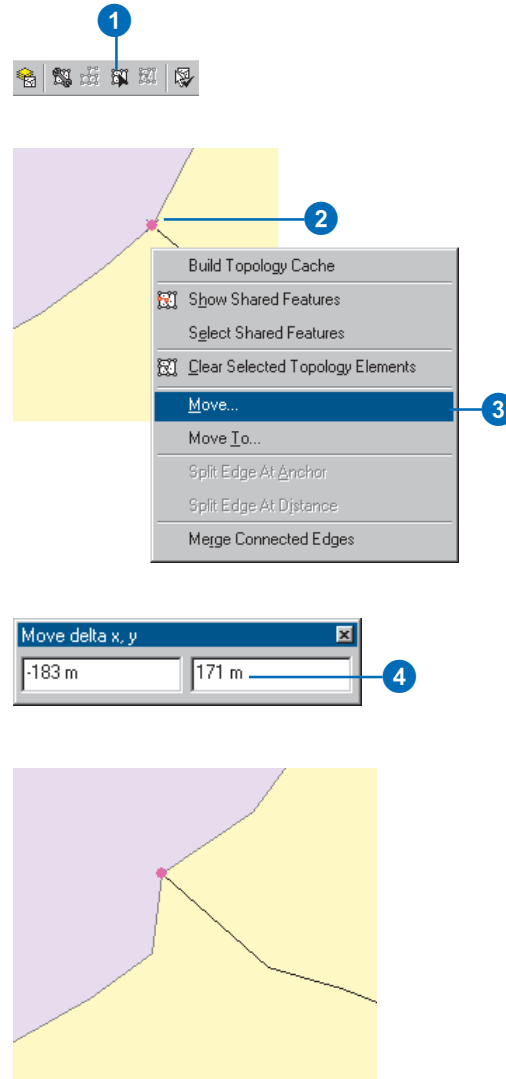 1
2
Build Topology Cache
Show Shared Features
Select Shared Features
Clear Selected Topology Elements
Move...
3
Move To...
Split Edge At Anchor
Split Edge At Distance
Merge Connected Edges
Move delta x, y
-183 m
171 m
4